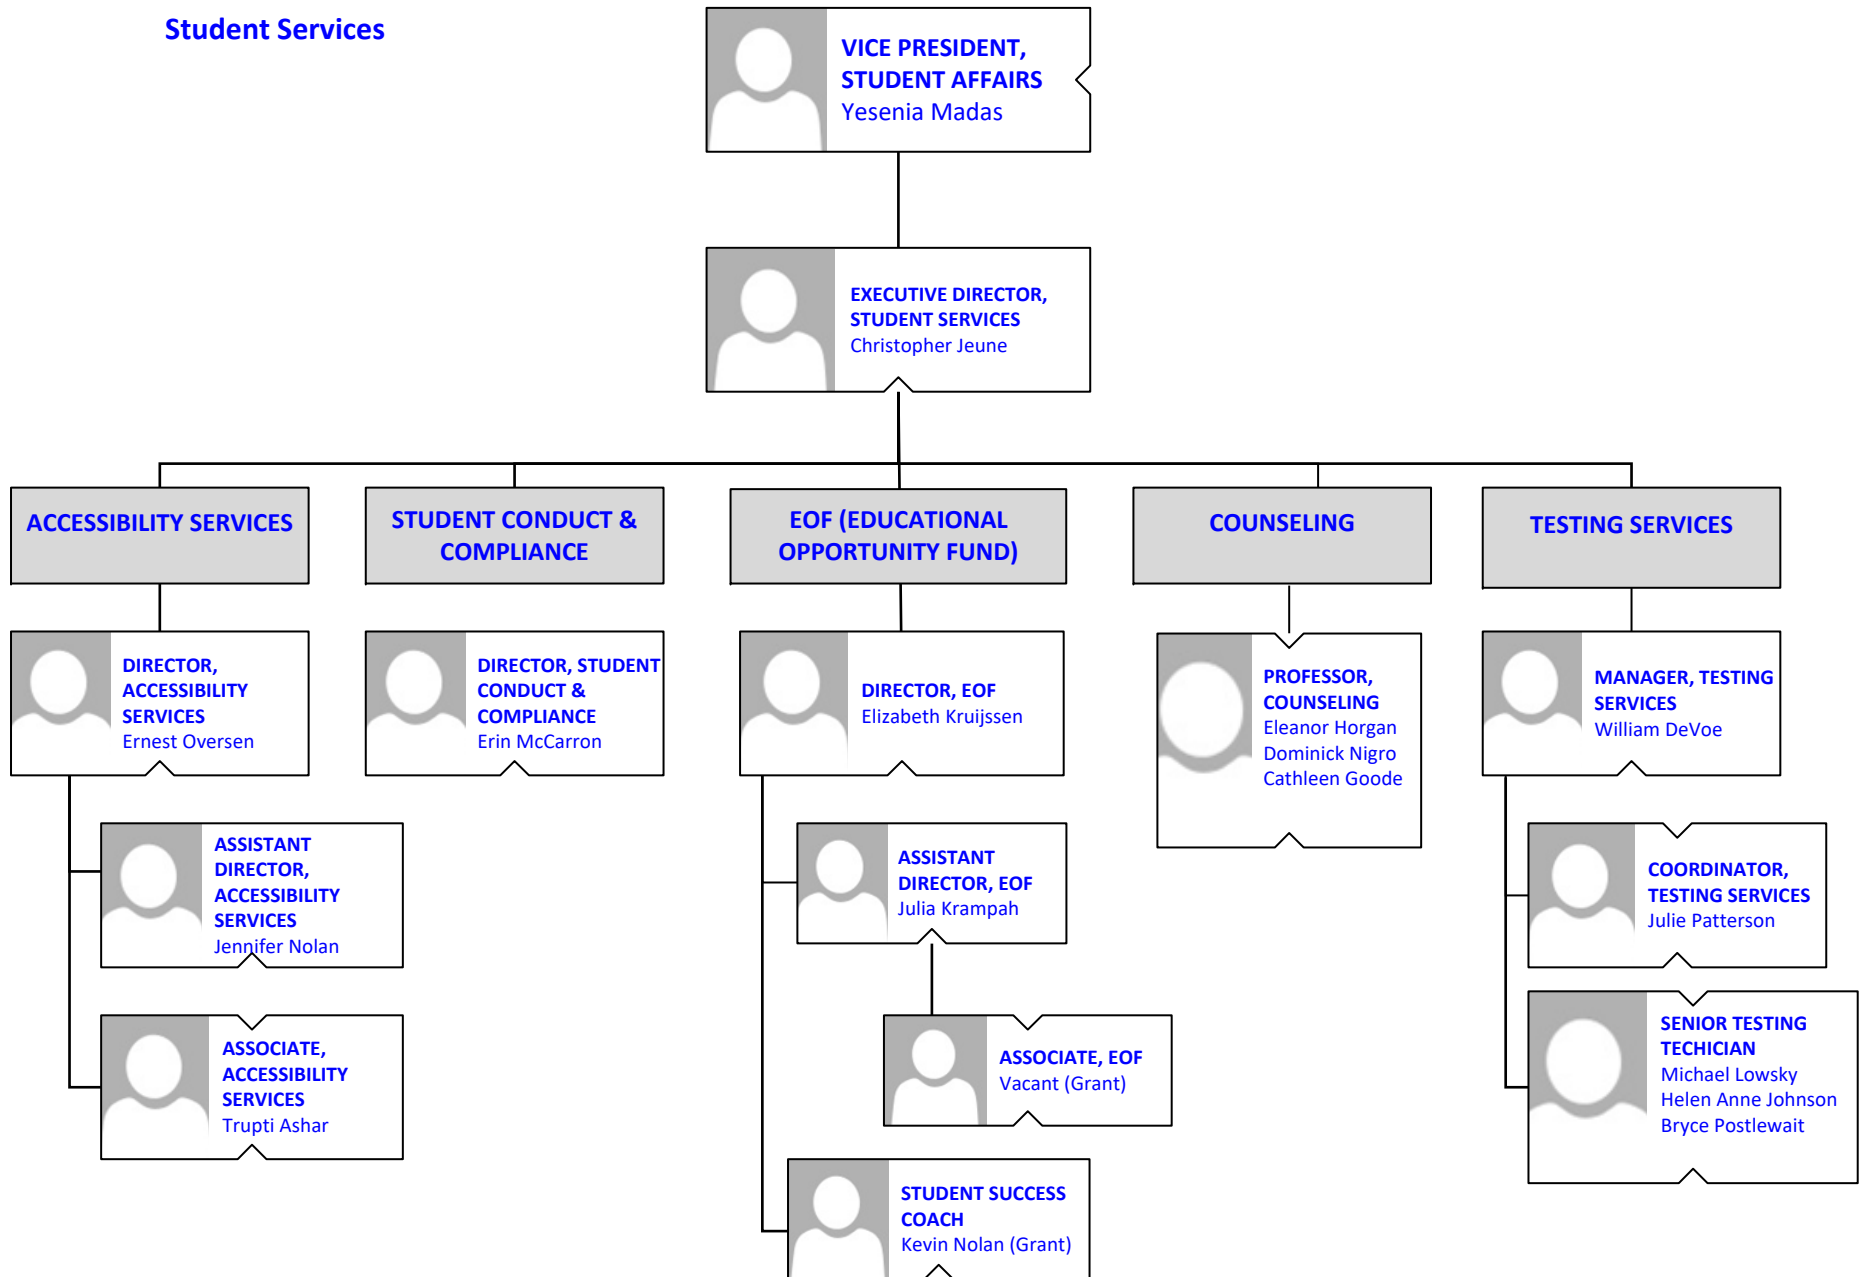 Student Services
VICE PRESIDENT,
STUDENT AFFAIRS
Yesenia Madas
EXECUTIVE DIRECTOR,
STUDENT SERVICES
Christopher Jeune
ACCESSIBILITY SERVICES
STUDENT CONDUCT &
COMPLIANCE
EOF (EDUCATIONAL
OPPORTUNITY FUND)
COUNSELING
TESTING SERVICES
DIRECTOR,
ACCESSIBILITY
SERVICES
Ernest Oversen
DIRECTOR, STUDENT
CONDUCT &
COMPLIANCE
Erin McCarron
DIRECTOR, EOF
Elizabeth Kruijssen
PROFESSOR,
COUNSELING
Eleanor Horgan
Dominick Nigro
Cathleen Goode
MANAGER, TESTING
SERVICES
William DeVoe
ASSISTANT
DIRECTOR,
ACCESSIBILITY
SERVICES
Jennifer Nolan
ASSISTANT
DIRECTOR, EOF
Julia Krampah
COORDINATOR,
TESTING SERVICES
Julie Patterson
ASSOCIATE,
ACCESSIBILITY
SERVICES
Trupti Ashar
ASSOCIATE, EOF
Vacant (Grant)
SENIOR TESTING
TECHICIAN
Michael Lowsky
Helen Anne Johnson
Bryce Postlewait
STUDENT SUCCESS
COACH
Kevin Nolan (Grant)